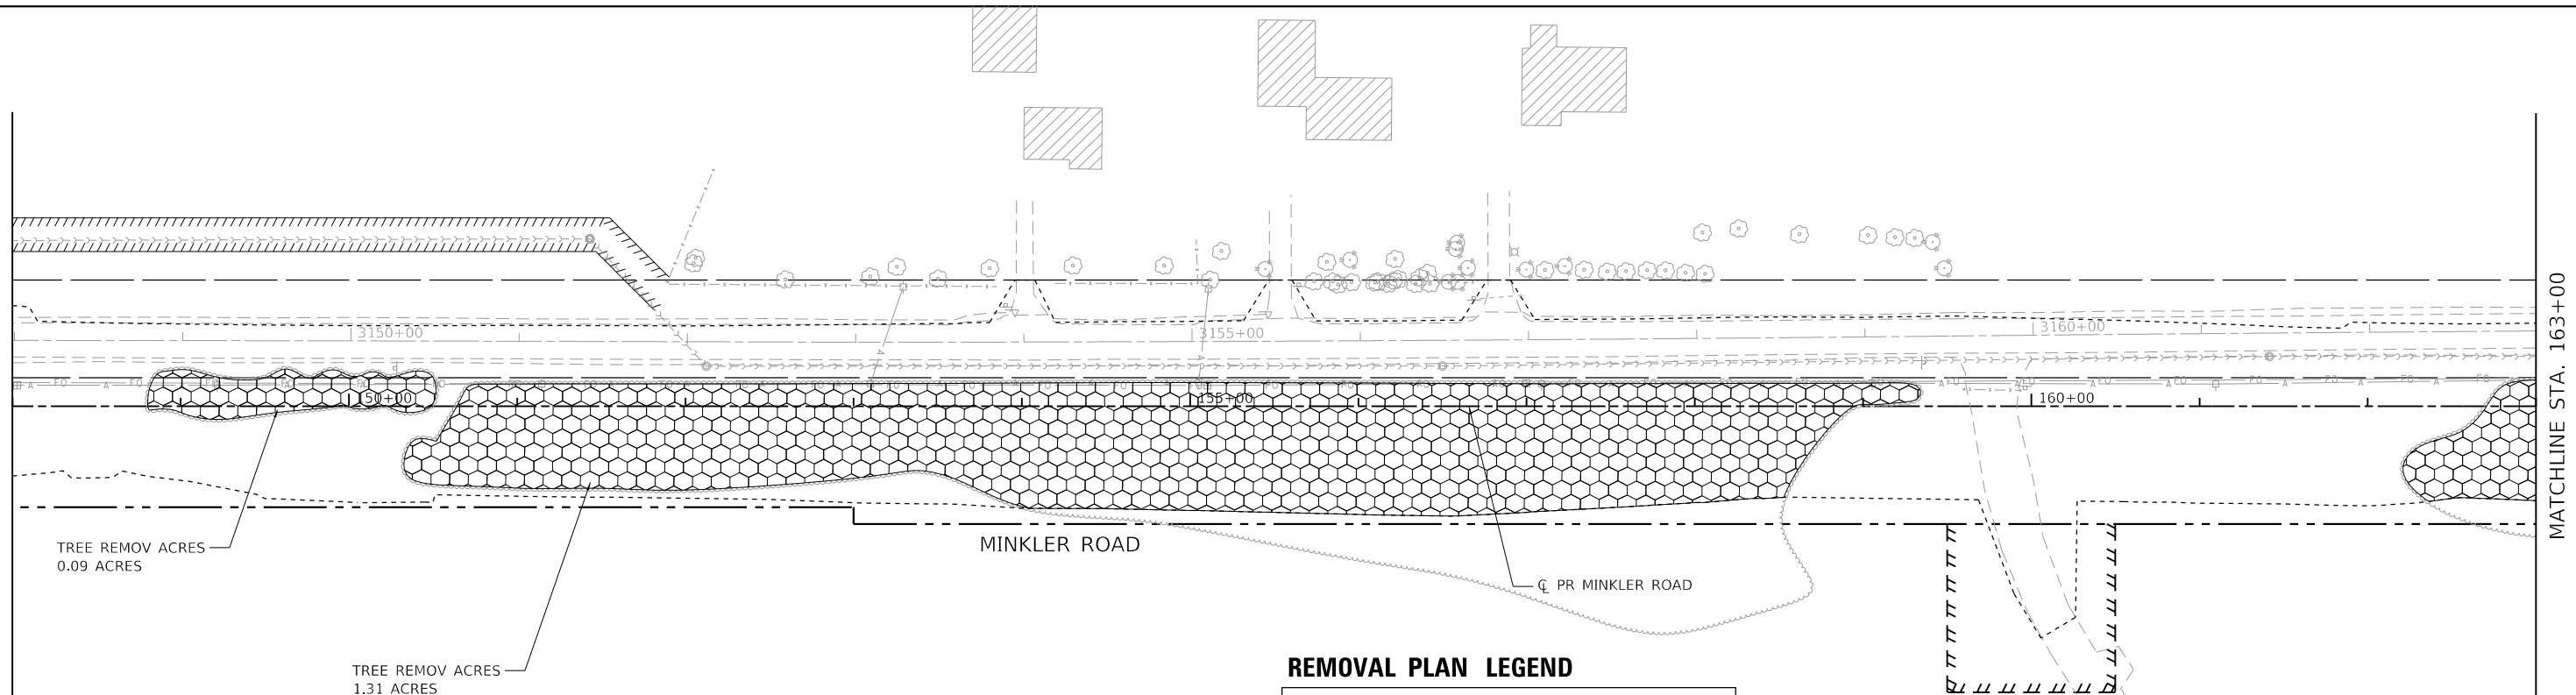 3150+00
3155+00
3160+00
150+00
155+00
160+00
MATCHLINE STA. 163+00
TREE REMOV ACRES
0.09 ACRES
MINKLER ROAD
℄ PR MINKLER ROAD
TREE REMOV ACRES
1.31 ACRES
REMOVAL PLAN LEGEND